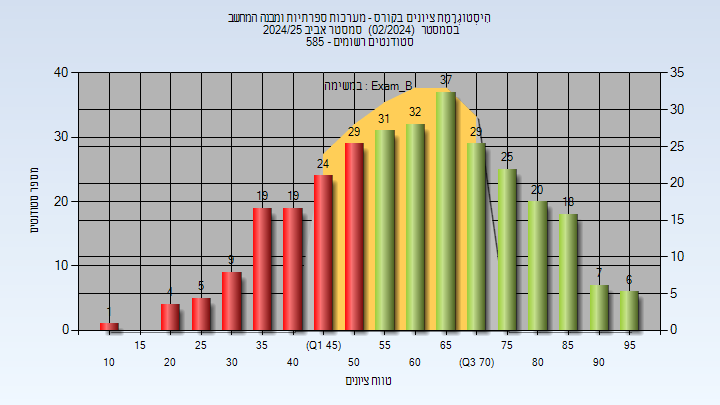 הִיסְטוֹגְרָמַת ציונים בקורס - מערכות ספרתיות ומבנה המחשב
בסמסטר (02/2024) סמסטר אביב 2024/25
סטודנטים רשומים - 585
במשימה : Exam_B
מספר סטודנטים
40 30 20 10 0
35 30 25 20 15 10 5 0
1 4 5 9 19 19 24 29 31 32 37 29 25 20 18 7 6
15 25 35 (Q1 45) 55 65 75 85 95
10 20 30 40 50 60 (Q3 70) 80 90
טווח ציונים